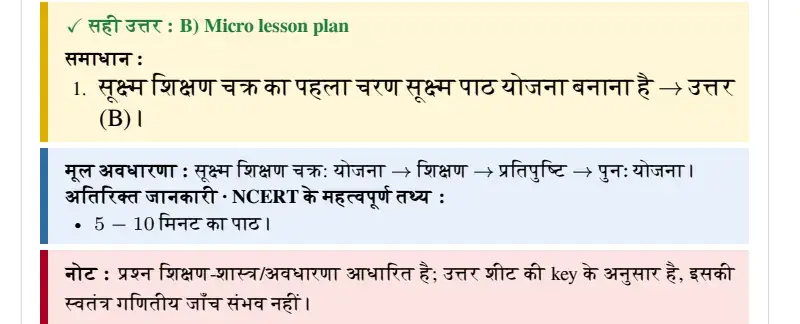 ✓ सही उत्तर : B) Micro lesson plan
समाधान :
1. सूक्ष्म शिक्षण चक्र का पहला चरण सूक्ष्म पाठ योजना बनाना है → उत्तर
(B)।
मूल अवधारणा : सूक्ष्म शिक्षण चक्र: योजना → शिक्षण → प्रतिपुष्टि → पुनः योजना।
अतिरिक्त जानकारी · NCERT के महत्वपूर्ण तथ्य :
• 5 – 10 मिनट का पाठ।
नोट : प्रश्न शिक्षण-शास्त्र/अवधारणा आधारित है; उत्तर शीट की key के अनुसार है, इसकी
स्वतंत्र गणितीय जाँच संभव नहीं।